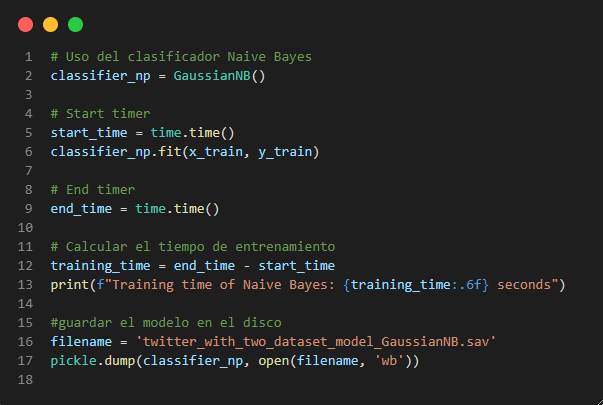 1 # Uso del clasificador Naive Bayes
2 classifier_np = GaussianNB()
3
4 # Start timer
5 start_time = time.time()
6 classifier_np.fit(x_train, y_train)
7
8 # End timer
9 end_time = time.time()
10
11 # Calcular el tiempo de entrenamiento
12 training_time = end_time - start_time
13 print(f"Training time of Naive Bayes: {training_time:.6f} seconds")
14
15 #guardar el modelo en el disco
16 filename = 'twitter_with_two_dataset_model_GaussianNB.sav'
17 pickle.dump(classifier_np, open(filename, 'wb'))
18